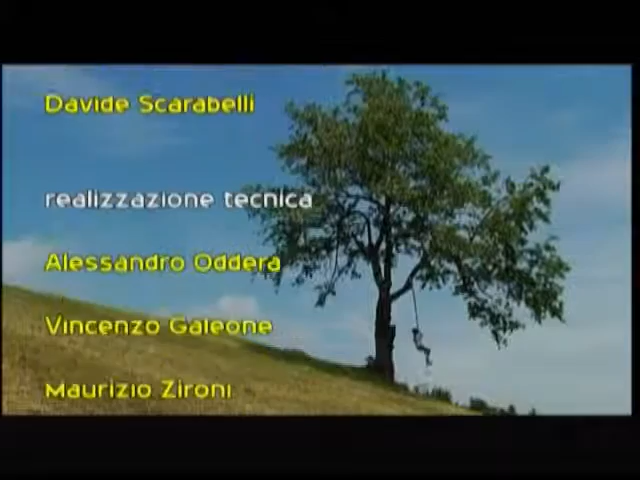 Davide Scarabelli
realizzazione tecnica
Alessandro Oddera
Vincenzo Galeone
Maurizio Zironi